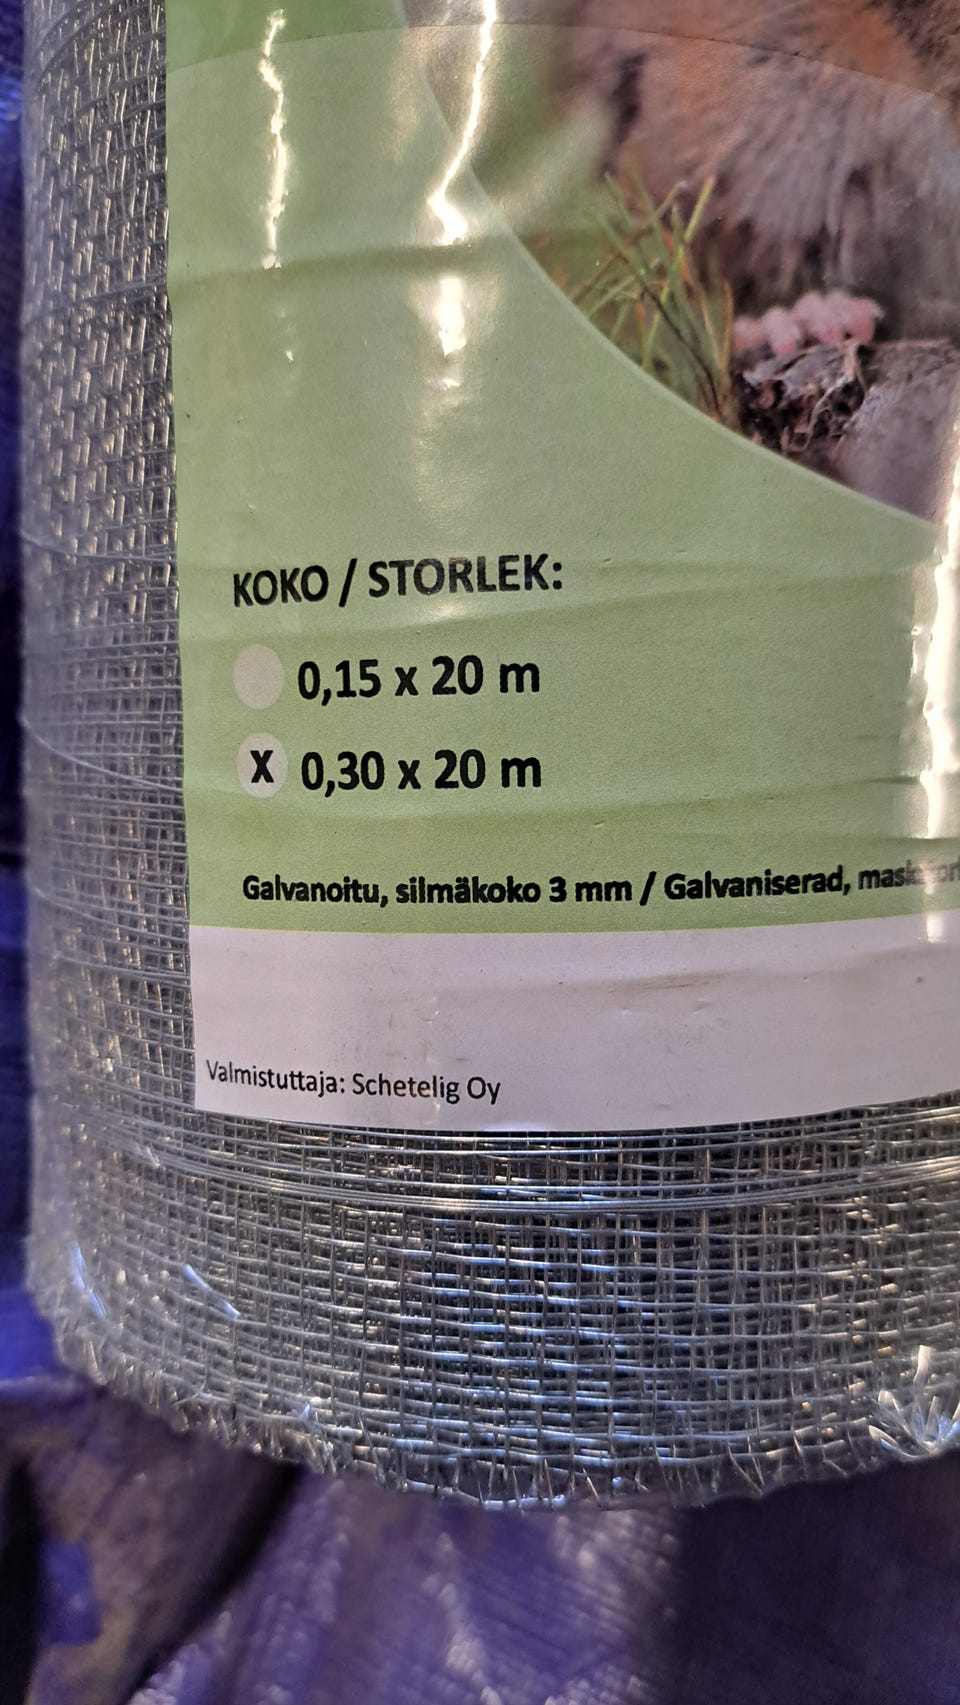 KOKO / STORLEK:
0,15 x 20 m
X 0,30 x 20 m
Galvanoitu, silmäkoko 3 mm / Galvaniserad,
Valmistuttaja: Schetelig Oy